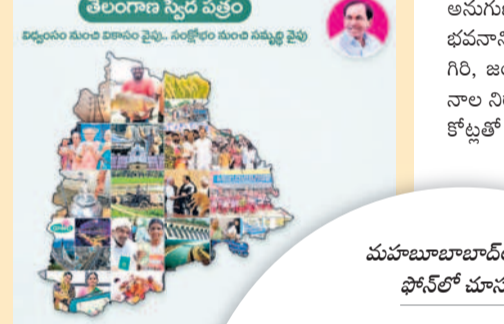 తెలంగాణ స్వేద పత్రం
విధ్వంసం నుంచి వికాసం వైపు.. సంక్షోభం నుంచి సమృద్ధి వైపు
అనుగుణ
భవనాని
గిరి, జం
నాల ని
కోట్లతో
మహబూబాబాద్‌
ఫోన్‌లో చూస